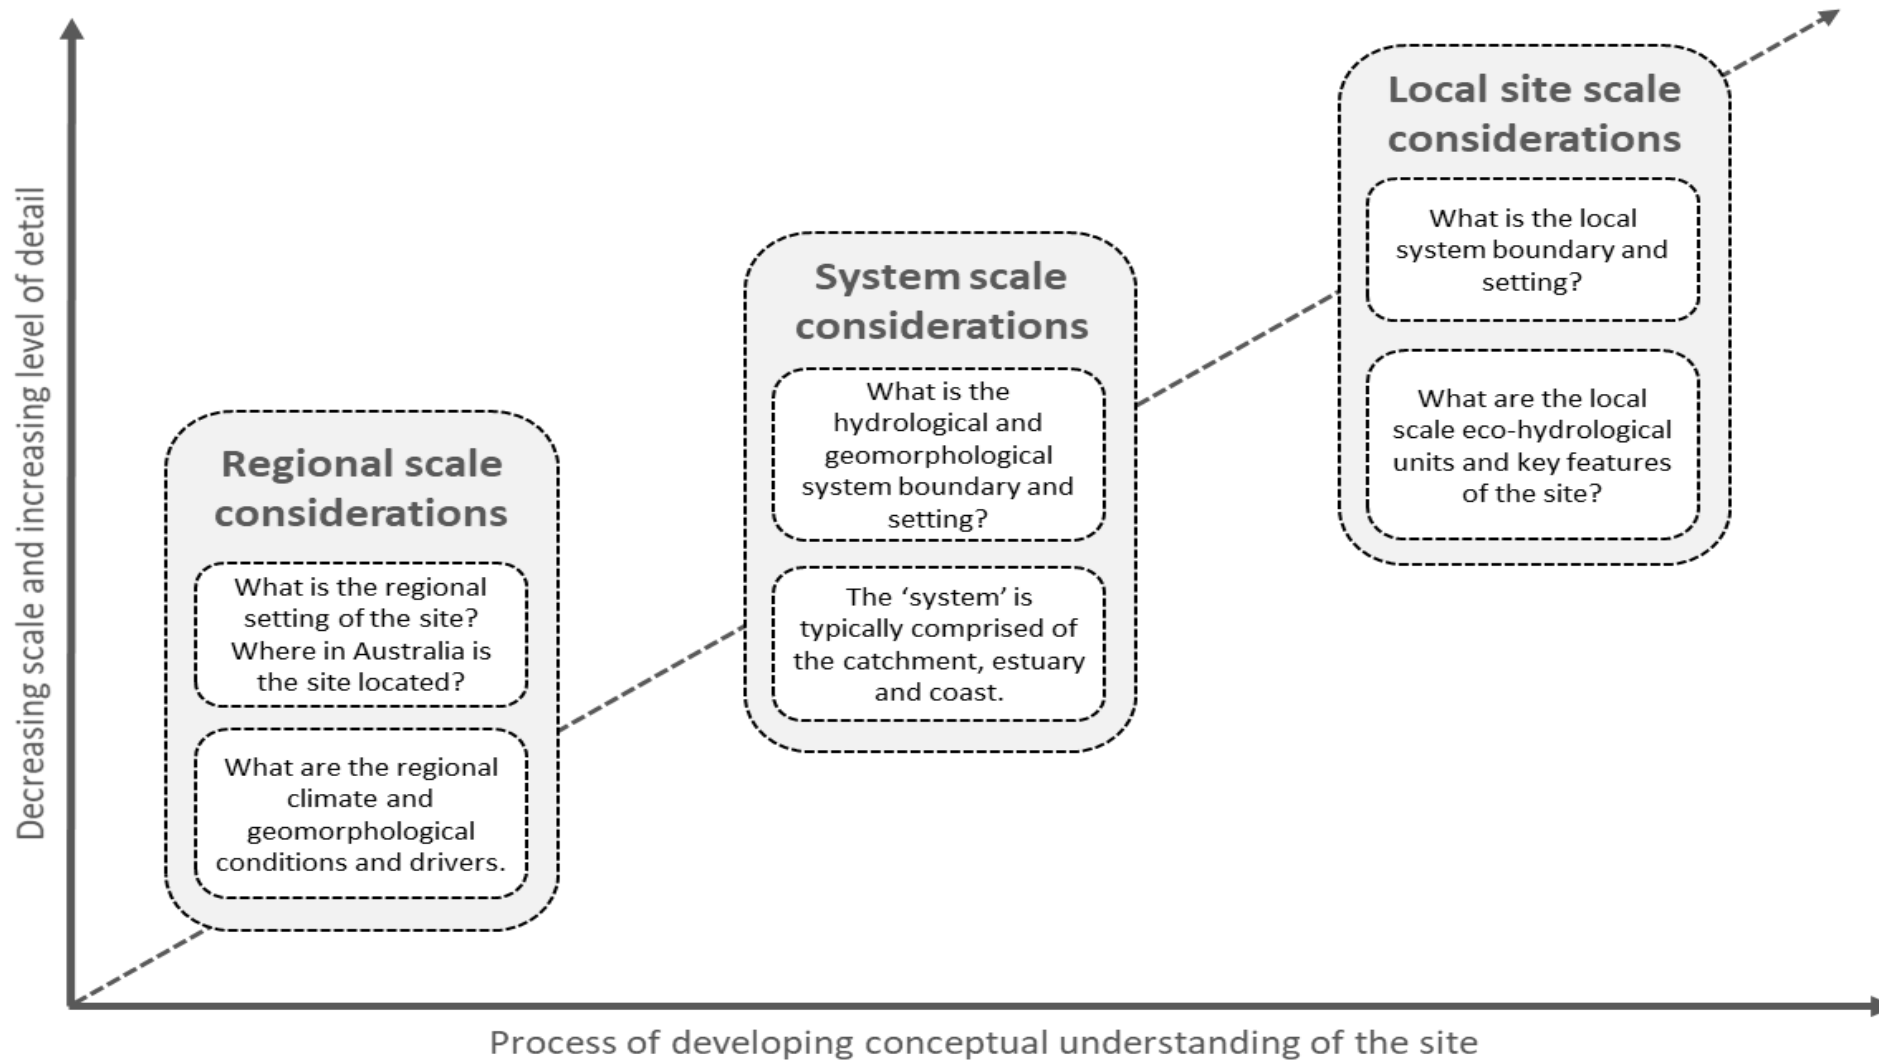 Decreasing scale and increasing level of detail
Regional scale
considerations
What is the regional
setting of the site?
Where in Australia is
the site located?
What are the regional
climate and
geomorphological
conditions and drivers.
System scale
considerations
What is the
hydrological and
geomorphological
system boundary and
setting?
The ‘system’ is
typically comprised of
the catchment, estuary
and coast.
Local site scale
considerations
What is the local
system boundary and
setting?
What are the local
scale eco-hydrological
units and key features
of the site?
Process of developing conceptual understanding of the site